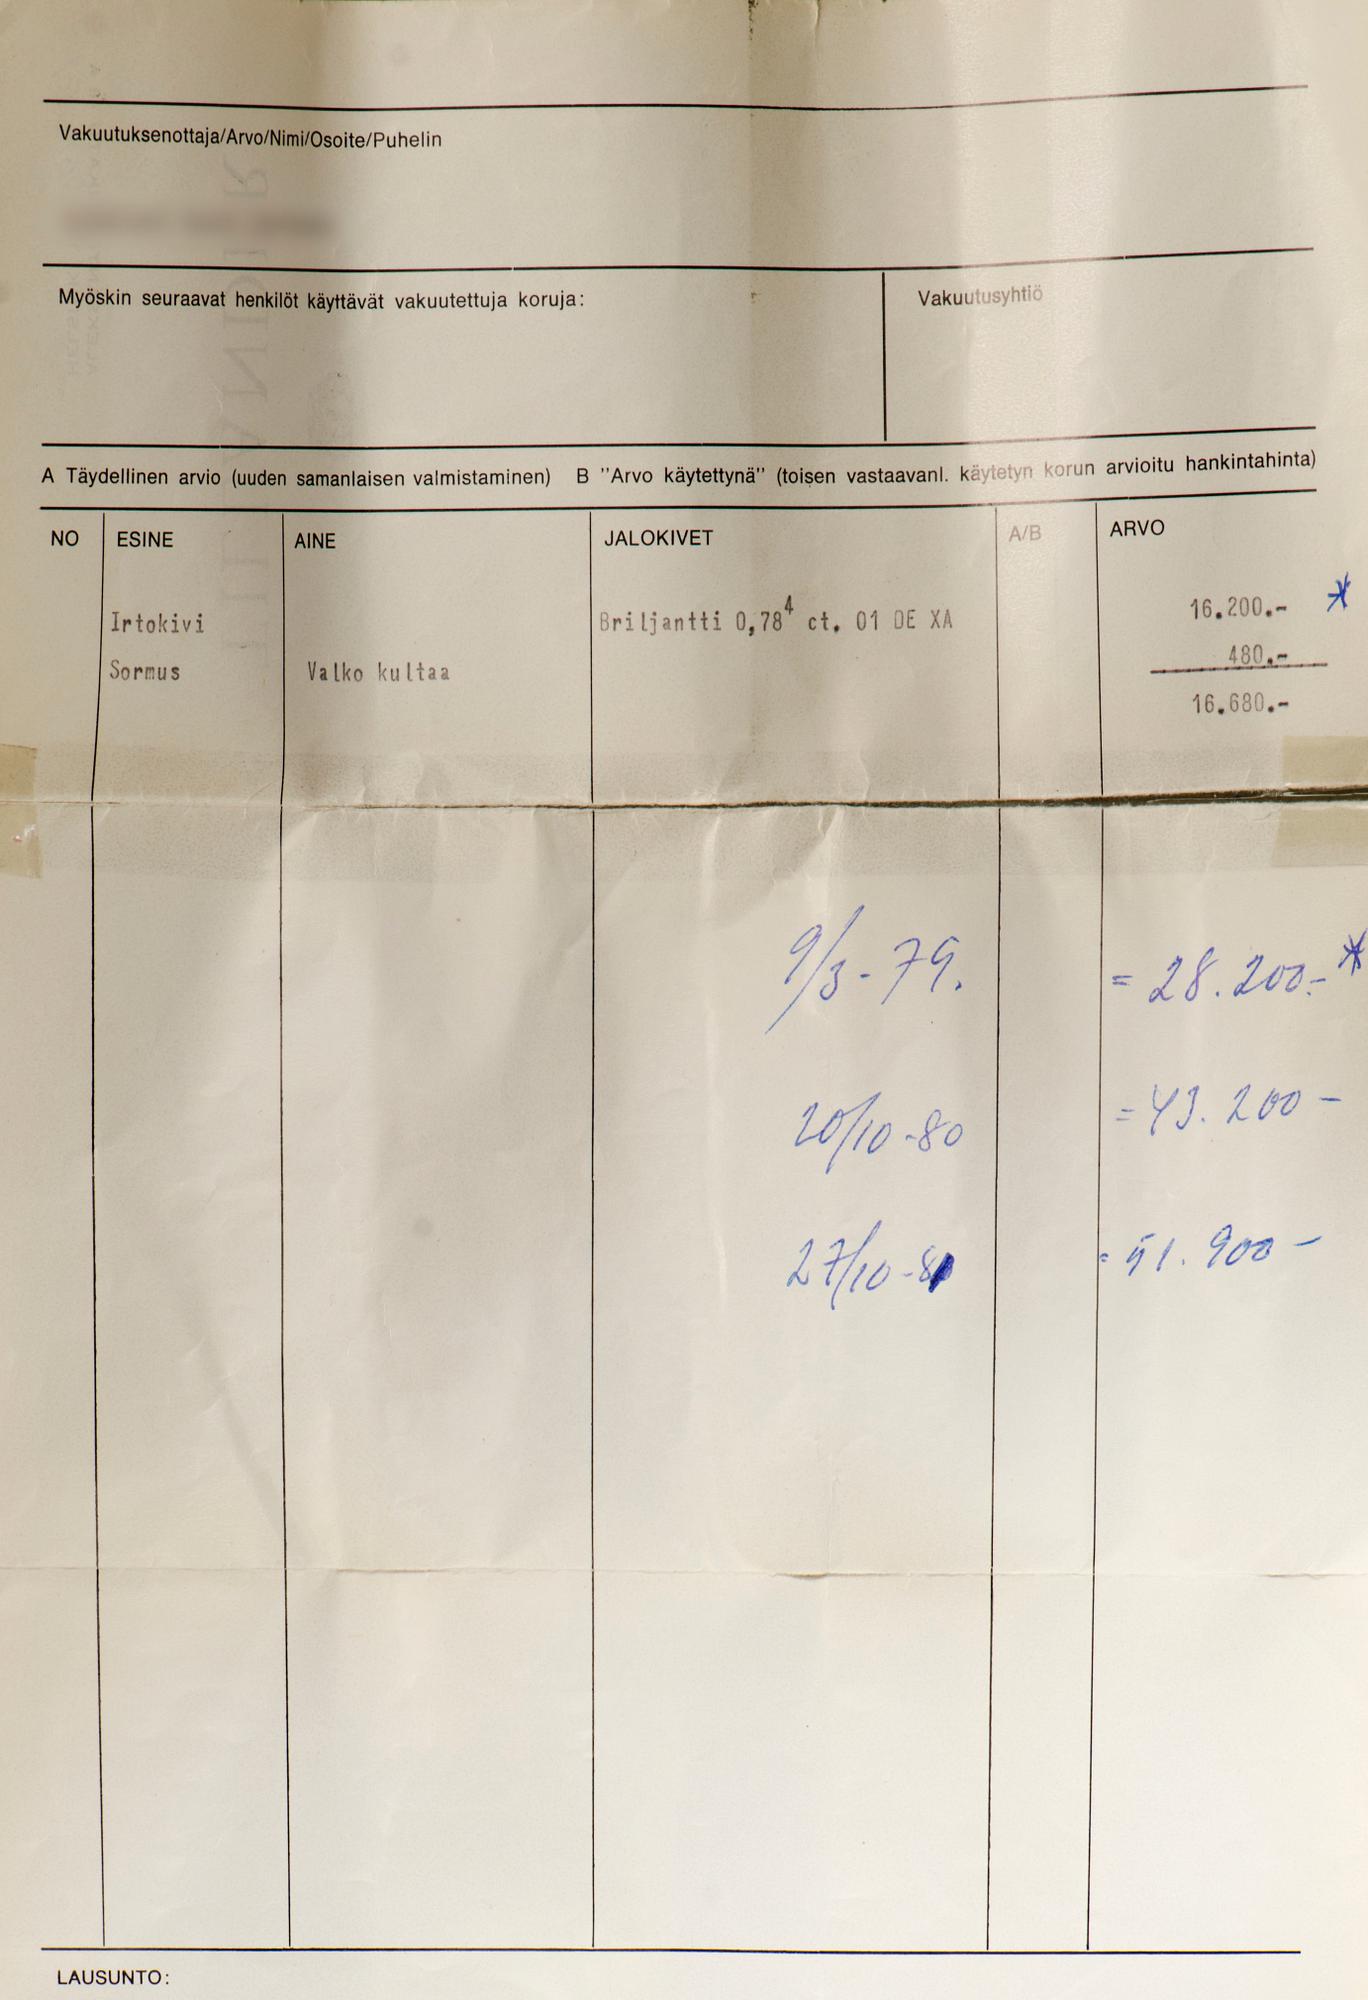 Vakuutuksenottaja/Arvo/Nimi/Osoite/Puhelin
Myöskin seuraavat henkilöt käyttävät vakuutettuja koruja:
Vakuutusyhtiö
A Täydellinen arvio (uuden samanlaisen valmistaminen) B "Arvo käytettynä" (toisen vastaavanl. käytetyn korun arvioitu hankintahinta)
NO ESINE AINE JALOKIVET A/B ARVO
Irtokivi Briljantti 0,78⁴ ct. 01 DE XA 16.200.- *
Sormus Valko kultaa 480.-
16.680.-
9/3-79. = 28.200.- *
20/10-80 = 43.200 -
27/10-81 = 51.900 -
LAUSUNTO: